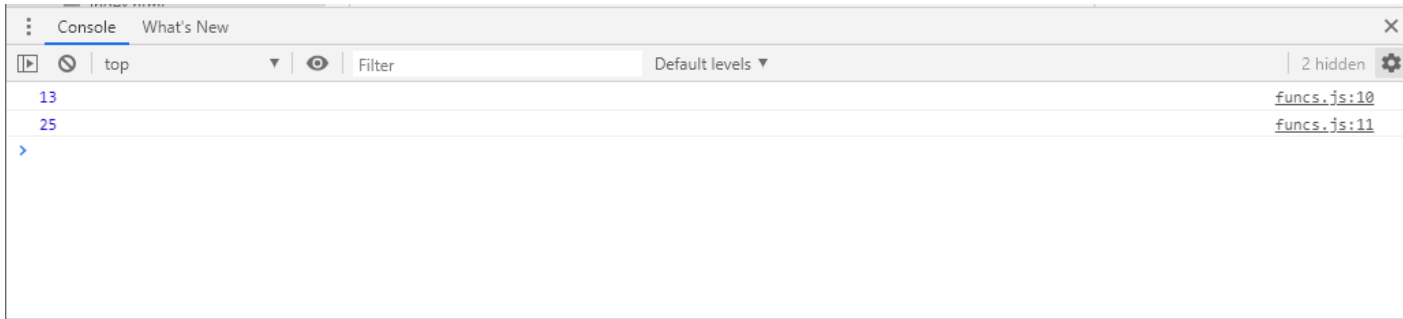 Console What's New
top Filter Default levels 2 hidden
13 funcs.js:10
25 funcs.js:11